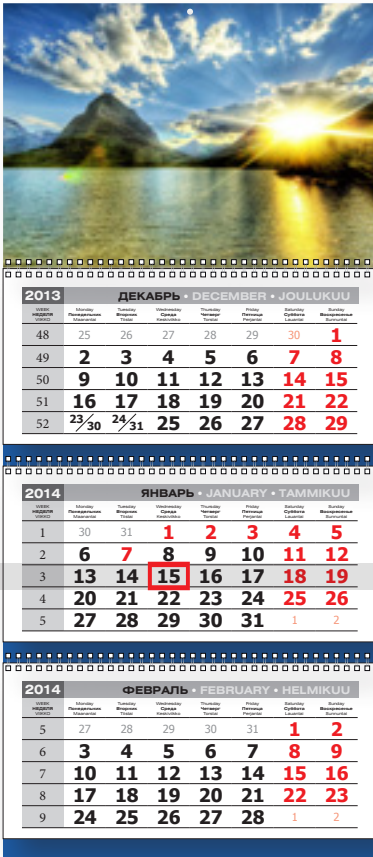 2013 ДЕКАБРЬ • DECEMBER • JOULUKUU
WEEK Monday Tuesday Wednesday Thursday Friday Saturday Sunday
НЕДЕЛЯ Понедельник Вторник Среда Четверг Пятница Суббота Воскресенье
VIIKKO Maanantai Tiistai Keskiviikko Torstai Perjantai Lauantai Sunnuntai
48 25 26 27 28 29 30 1
49 2 3 4 5 6 7 8
50 9 10 11 12 13 14 15
51 16 17 18 19 20 21 22
52 23/30 24/31 25 26 27 28 29
2014 ЯНВАРЬ • JANUARY • TAMMIKUU
WEEK Monday Tuesday Wednesday Thursday Friday Saturday Sunday
НЕДЕЛЯ Понедельник Вторник Среда Четверг Пятница Суббота Воскресенье
VIIKKO Maanantai Tiistai Keskiviikko Torstai Perjantai Lauantai Sunnuntai
1 30 31 1 2 3 4 5
2 6 7 8 9 10 11 12
3 13 14 15 16 17 18 19
4 20 21 22 23 24 25 26
5 27 28 29 30 31 1 2
2014 ФЕВРАЛЬ • FEBRUARY • HELMIKUU
WEEK Monday Tuesday Wednesday Thursday Friday Saturday Sunday
НЕДЕЛЯ Понедельник Вторник Среда Четверг Пятница Суббота Воскресенье
VIIKKO Maanantai Tiistai Keskiviikko Torstai Perjantai Lauantai Sunnuntai
5 27 28 29 30 31 1 2
6 3 4 5 6 7 8 9
7 10 11 12 13 14 15 16
8 17 18 19 20 21 22 23
9 24 25 26 27 28 1 2